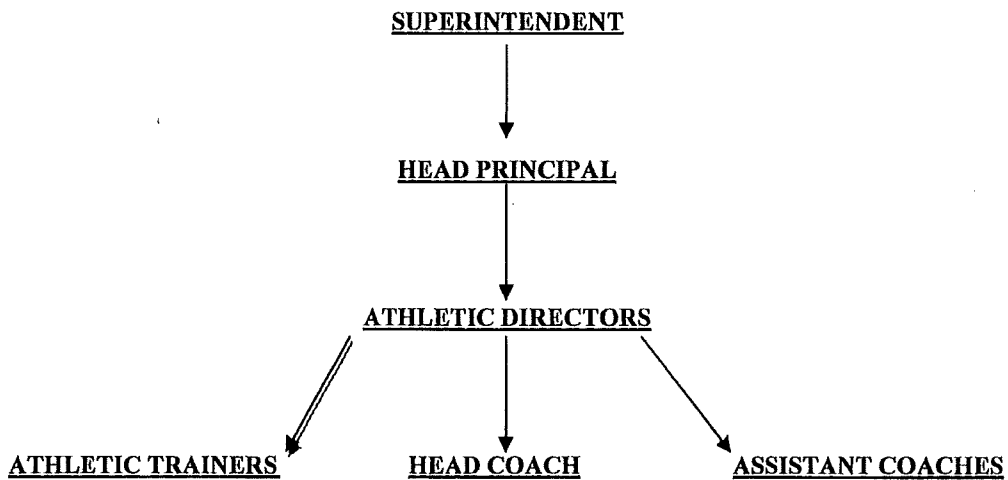 SUPERINTENDENT
HEAD PRINCIPAL
ATHLETIC DIRECTORS
ATHLETIC TRAINERS HEAD COACH ASSISTANT COACHES